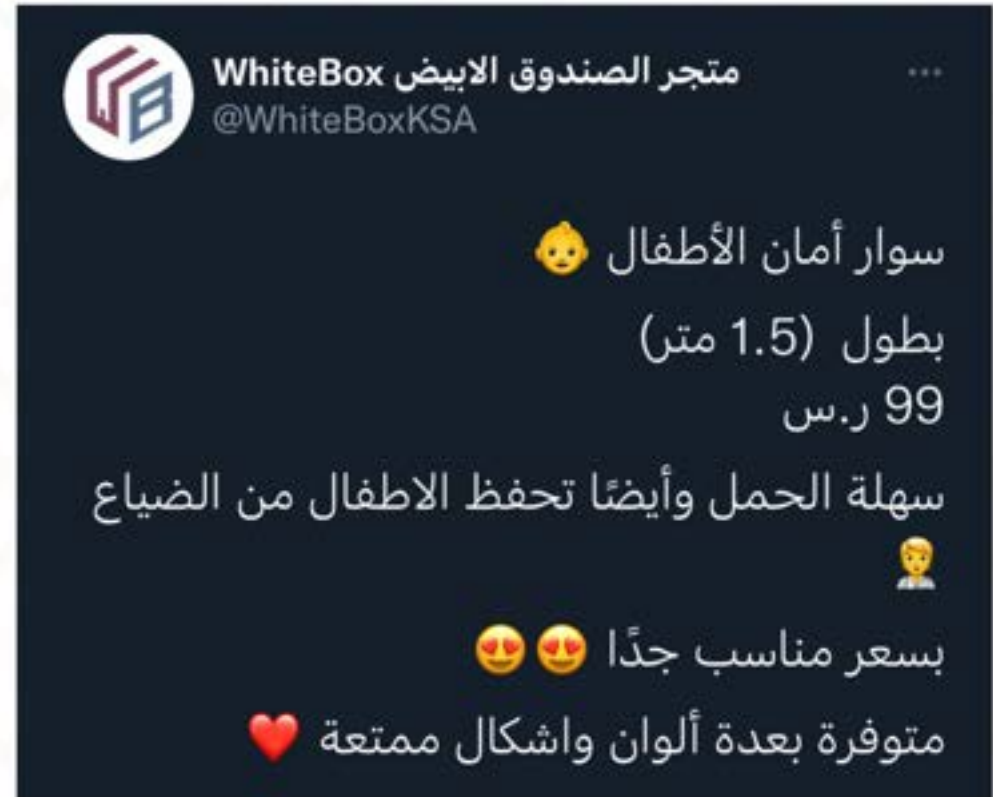 متجر الصندوق الابيض WhiteBox
@WhiteBoxKSA
سوار أمان الأطفال 👶
بطول (1.5 متر)
99 ر.س
سهلة الحمل وأيضًا تحفظ الاطفال من الضياع
🤵
بسعر مناسب جدًا 😍😍
متوفرة بعدة ألوان واشكال ممتعة ❤️